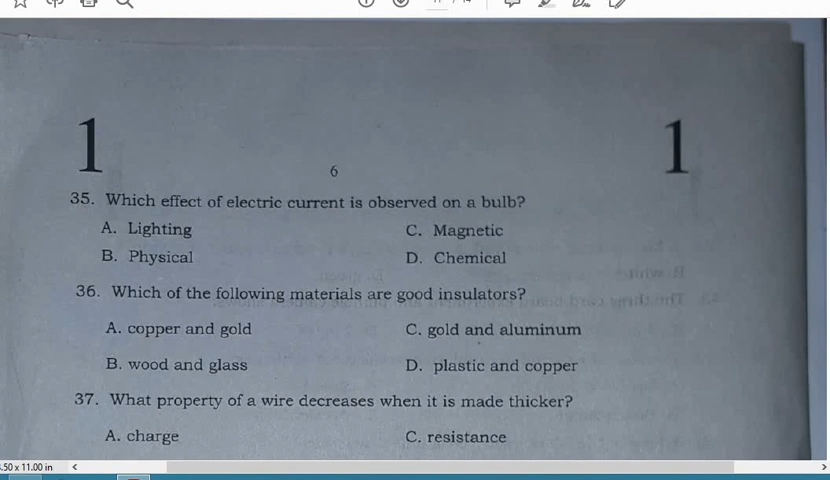 1 1
6
35. Which effect of electric current is observed on a bulb?
A. Lighting C. Magnetic
B. Physical D. Chemical
36. Which of the following materials are good insulators?
A. copper and gold C. gold and aluminum
B. wood and glass D. plastic and copper
37. What property of a wire decreases when it is made thicker?
A. charge C. resistance
.50 x 11.00 in